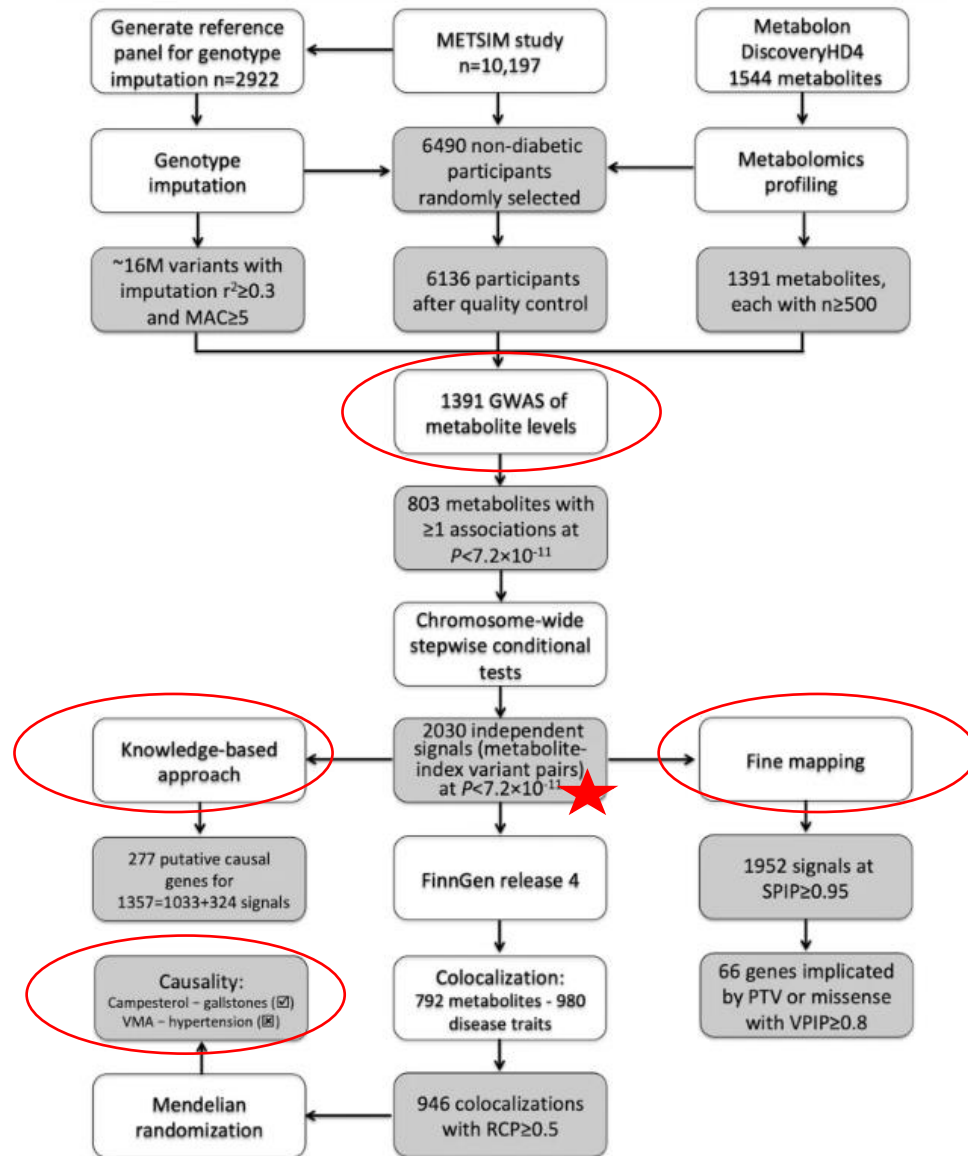 Generate reference
panel for genotype
imputation n=2922
METSIM study
n=10,197
Metabolon
DiscoveryHD4
1544 metabolites
Genotype
imputation
6490 non-diabetic
participants
randomly selected
Metabolomics
profiling
~16M variants with
imputation r²≥0.3
and MAC≥5
6136 participants
after quality control
1391 metabolites,
each with n≥500
1391 GWAS of
metabolite levels
803 metabolites with
≥1 associations at
P<7.2×10⁻¹¹
Chromosome-wide
stepwise conditional
tests
Knowledge-based
approach
2030 independent
signals (metabolite-
index variant pairs)
at P<7.2×10⁻¹¹
Fine mapping
277 putative causal
genes for
1357=1033+324 signals
FinnGen release 4
1952 signals at
SPIP≥0.95
Causality:
Campesterol – gallstones (☑)
VMA – hypertension (☒)
Colocalization:
792 metabolites - 980
disease traits
66 genes implicated
by PTV or missense
with VPIP≥0.8
Mendelian
randomization
946 colocalizations
with RCP≥0.5